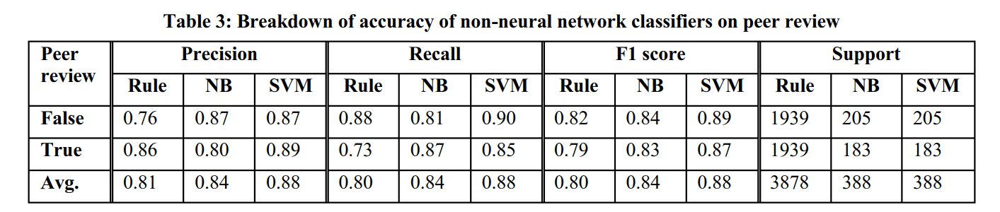 Table 3: Breakdown of accuracy of non-neural network classifiers on peer review
Peer review Precision Recall F1 score Support
Rule NB SVM Rule NB SVM Rule NB SVM Rule NB SVM
False 0.76 0.87 0.87 0.88 0.81 0.90 0.82 0.84 0.89 1939 205 205
True 0.86 0.80 0.89 0.73 0.87 0.85 0.79 0.83 0.87 1939 183 183
Avg. 0.81 0.84 0.88 0.80 0.84 0.88 0.80 0.84 0.88 3878 388 388